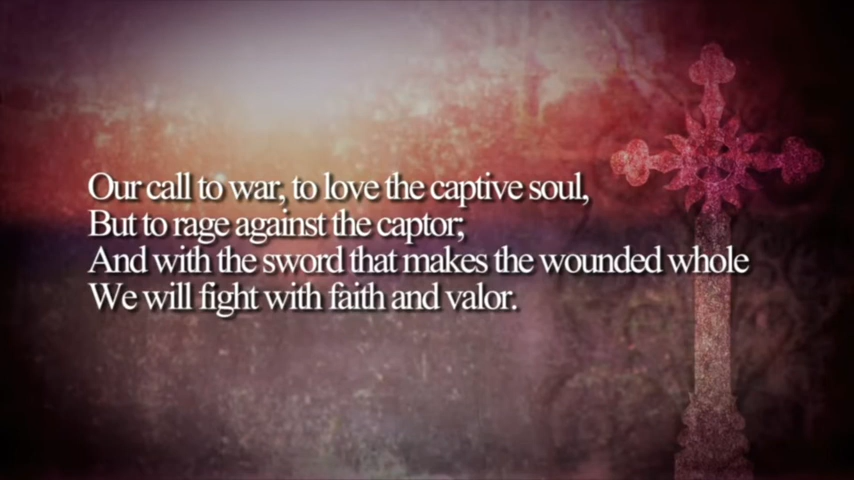 Our call to war, to love the captive soul,
But to rage against the captor;
And with the sword that makes the wounded whole
We will fight with faith and valor.